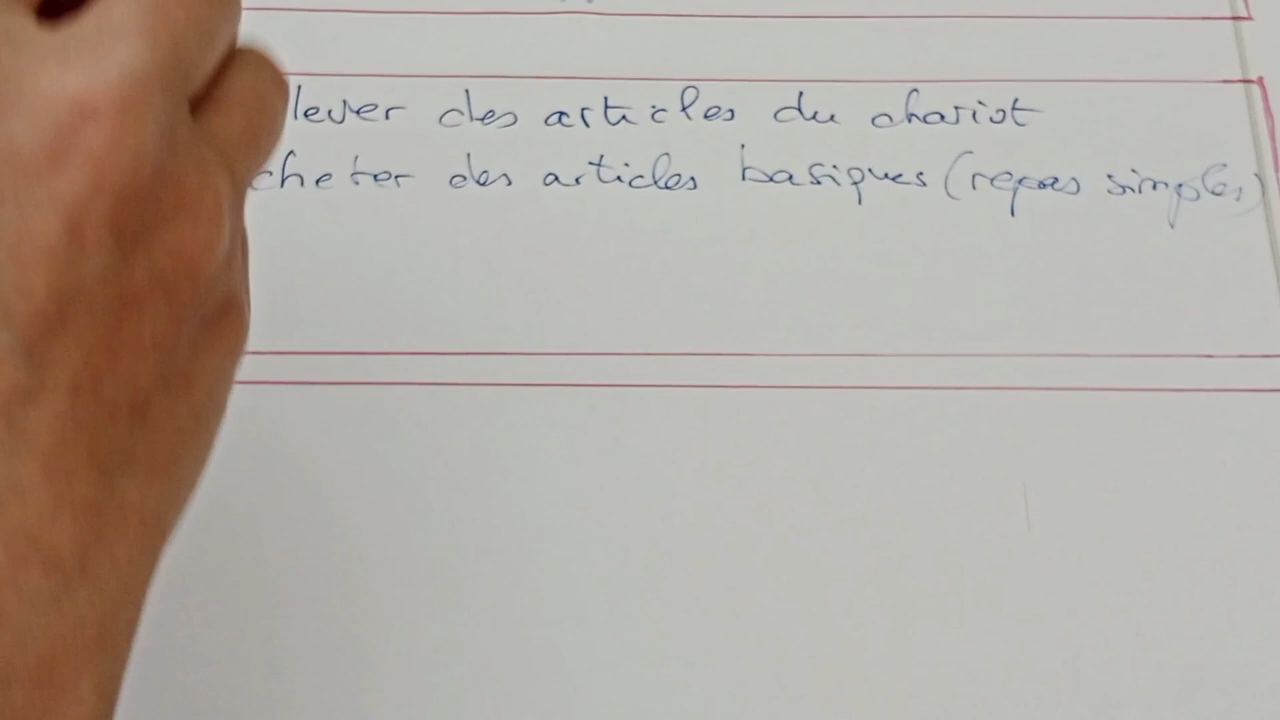 lever des articles du chariot
cheter des articles basiques (repas simples)